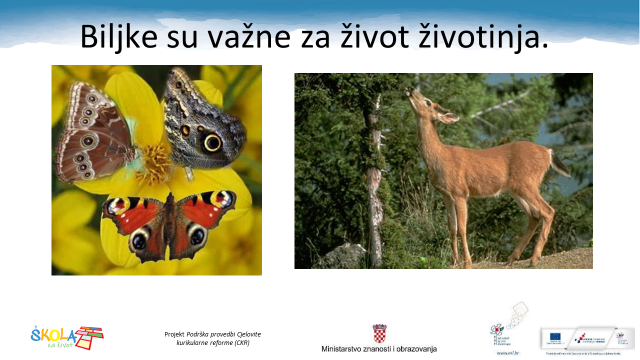 Biljke su važne za život životinja.
ŠKOLA
za život
Projekt Podrška provedbi Cjelovite
kurikularne reforme (CKR)
Ministarstvo znanosti i obrazovanja